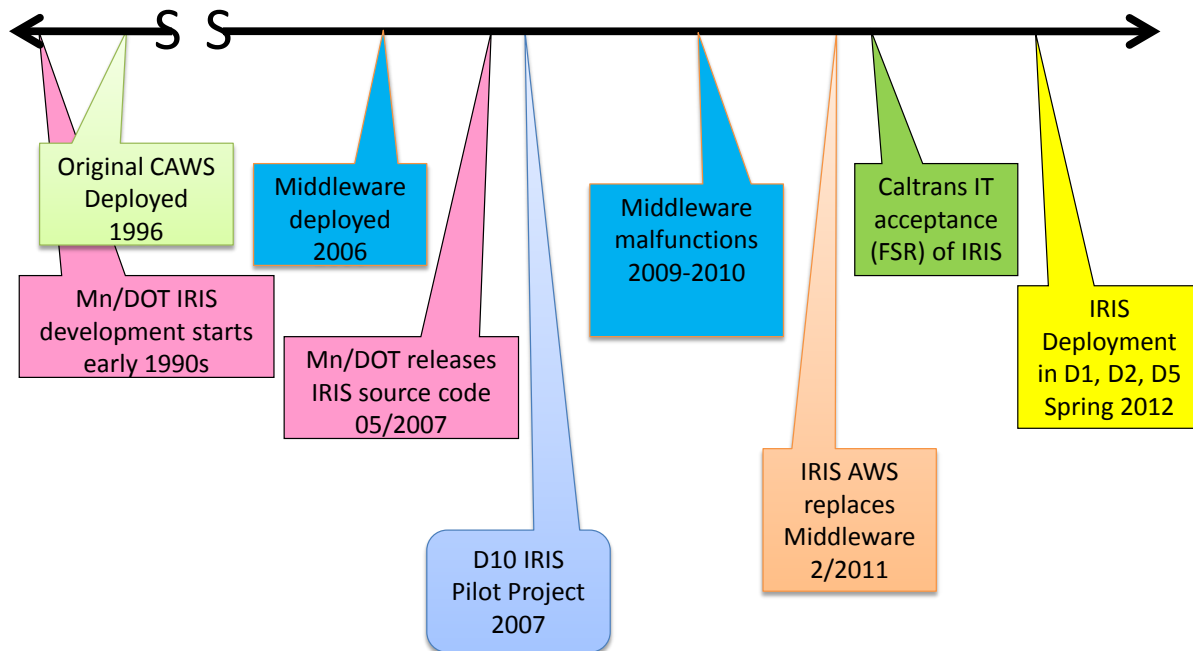 S S
Original CAWS
Deployed
1996
Mn/DOT IRIS
development starts
early 1990s
Middleware
deployed
2006
Mn/DOT releases
IRIS source code
05/2007
D10 IRIS
Pilot Project
2007
Middleware
malfunctions
2009-2010
IRIS AWS
replaces
Middleware
2/2011
Caltrans IT
acceptance
(FSR) of IRIS
IRIS
Deployment
in D1, D2, D5
Spring 2012